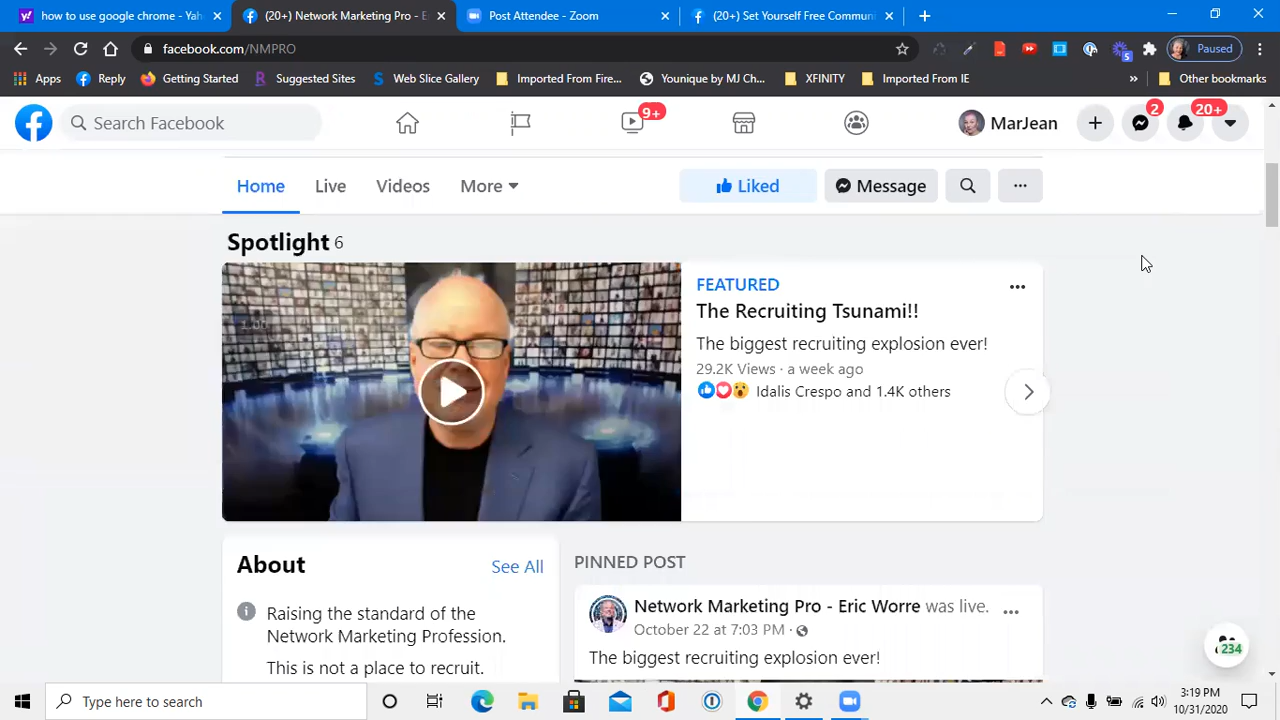 how to use google chrome - Yah
(20+) Network Marketing Pro - E
Post Attendee - Zoom
(20+) Set Yourself Free Commun
facebook.com/NMPRO
5
Paused
Apps
Reply
Getting Started
Suggested Sites
Web Slice Gallery
Imported From Fire...
Younique by MJ Ch...
XFINITY
Imported From IE
»
Other bookmarks
Search Facebook
9+
MarJean
2
20+
Home
Live
Videos
More
Liked
Message
Spotlight 6
1.00
FEATURED
The Recruiting Tsunami!!
The biggest recruiting explosion ever!
29.2K Views · a week ago
Idalis Crespo and 1.4K others
About
See All
Raising the standard of the
Network Marketing Profession.
This is not a place to recruit.
PINNED POST
Network Marketing Pro - Eric Worre was live.
October 22 at 7:03 PM ·
The biggest recruiting explosion ever!
234
Type here to search
3:19 PM
10/31/2020